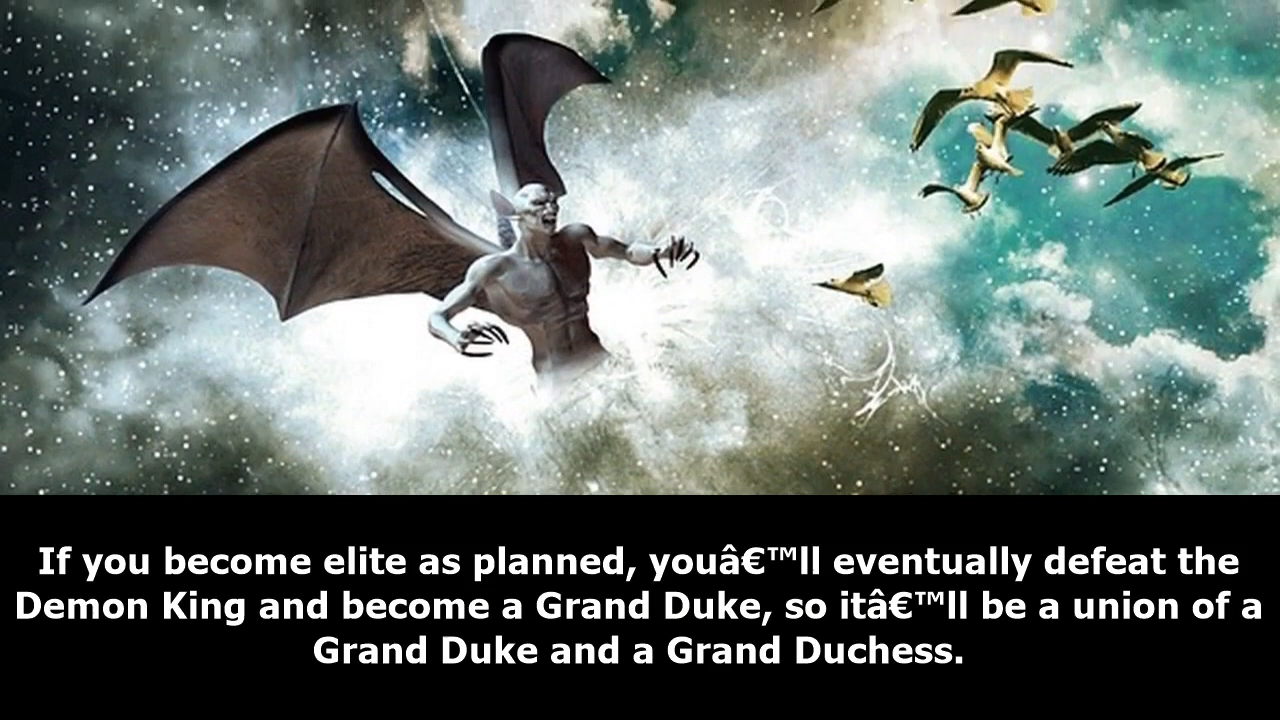 If you become elite as planned, youâ€™ll eventually defeat the
Demon King and become a Grand Duke, so itâ€™ll be a union of a
Grand Duke and a Grand Duchess.